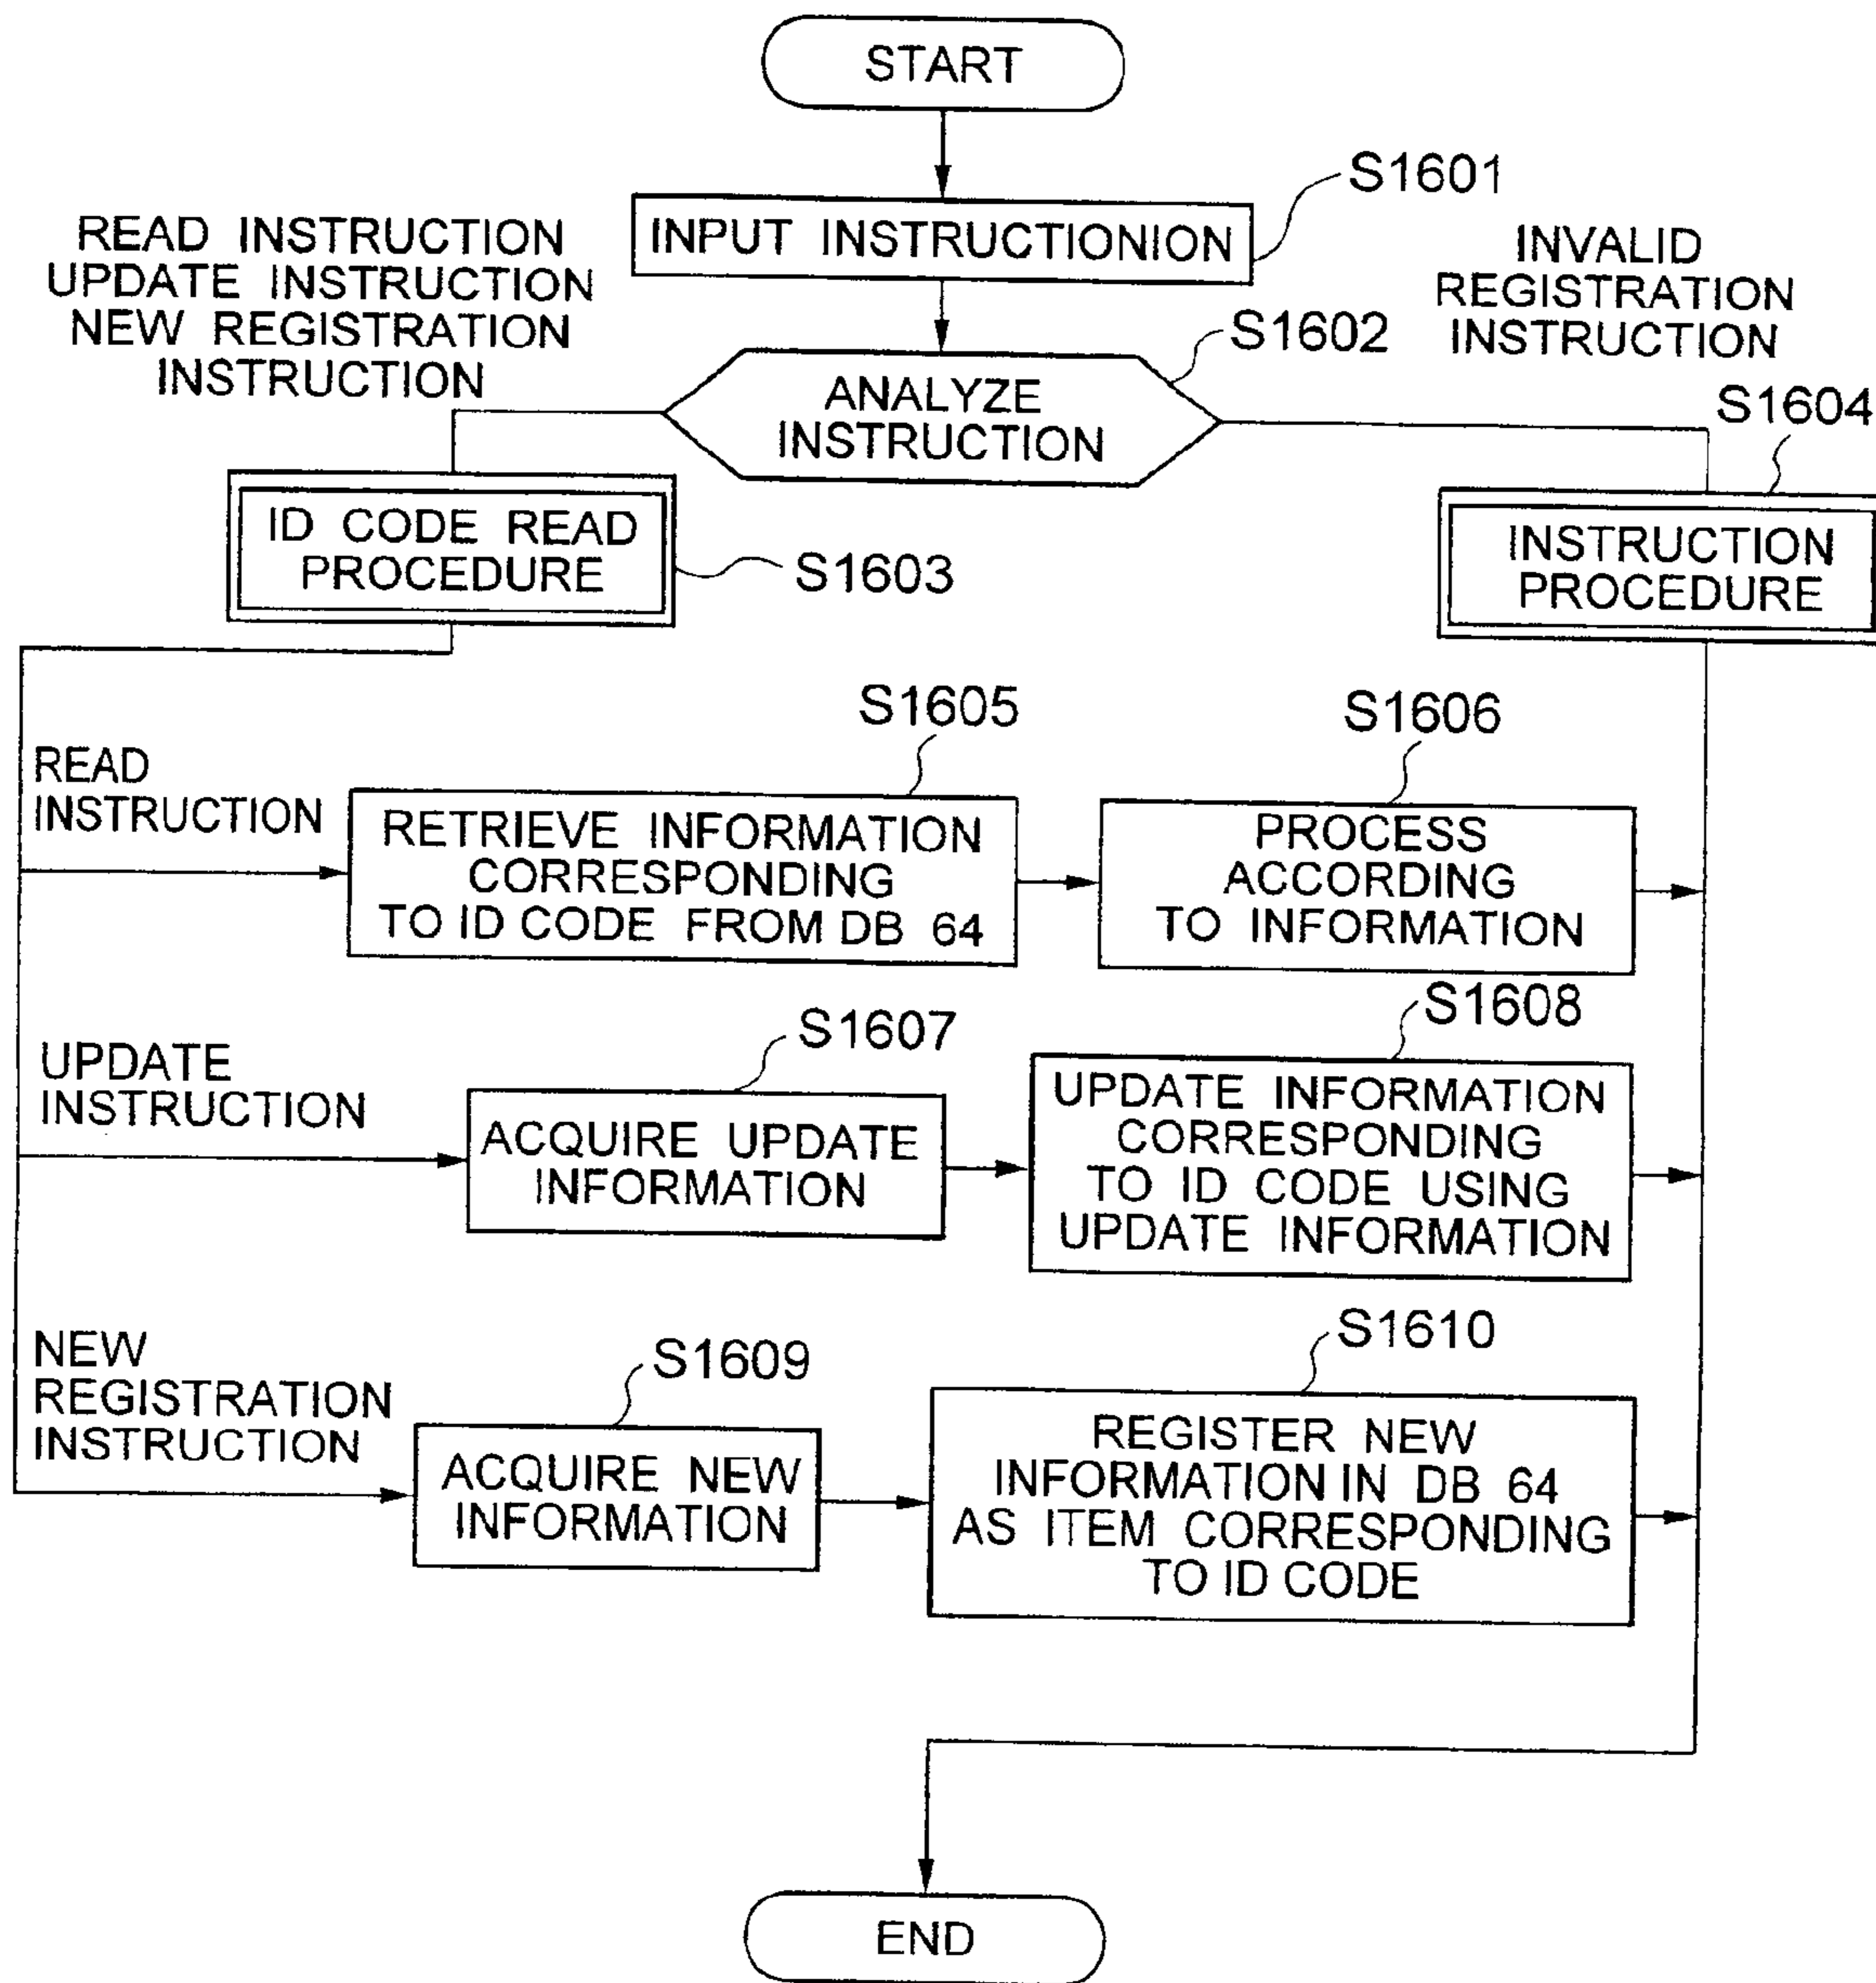 START
S1601
INPUT INSTRUCTIONION
READ INSTRUCTION
UPDATE INSTRUCTION
NEW REGISTRATION
INSTRUCTION
INVALID
REGISTRATION
INSTRUCTION
S1602
ANALYZE
INSTRUCTION
S1604
ID CODE READ
PROCEDURE
S1603
INSTRUCTION
PROCEDURE
S1605
S1606
READ
INSTRUCTION
RETRIEVE INFORMATION
CORRESPONDING
TO ID CODE FROM DB 64
PROCESS
ACCORDING
TO INFORMATION
S1607
S1608
UPDATE
INSTRUCTION
ACQUIRE UPDATE
INFORMATION
UPDATE INFORMATION
CORRESPONDING
TO ID CODE USING
UPDATE INFORMATION
S1609
S1610
NEW
REGISTRATION
INSTRUCTION
ACQUIRE NEW
INFORMATION
REGISTER NEW
INFORMATION IN DB 64
AS ITEM CORRESPONDING
TO ID CODE
END